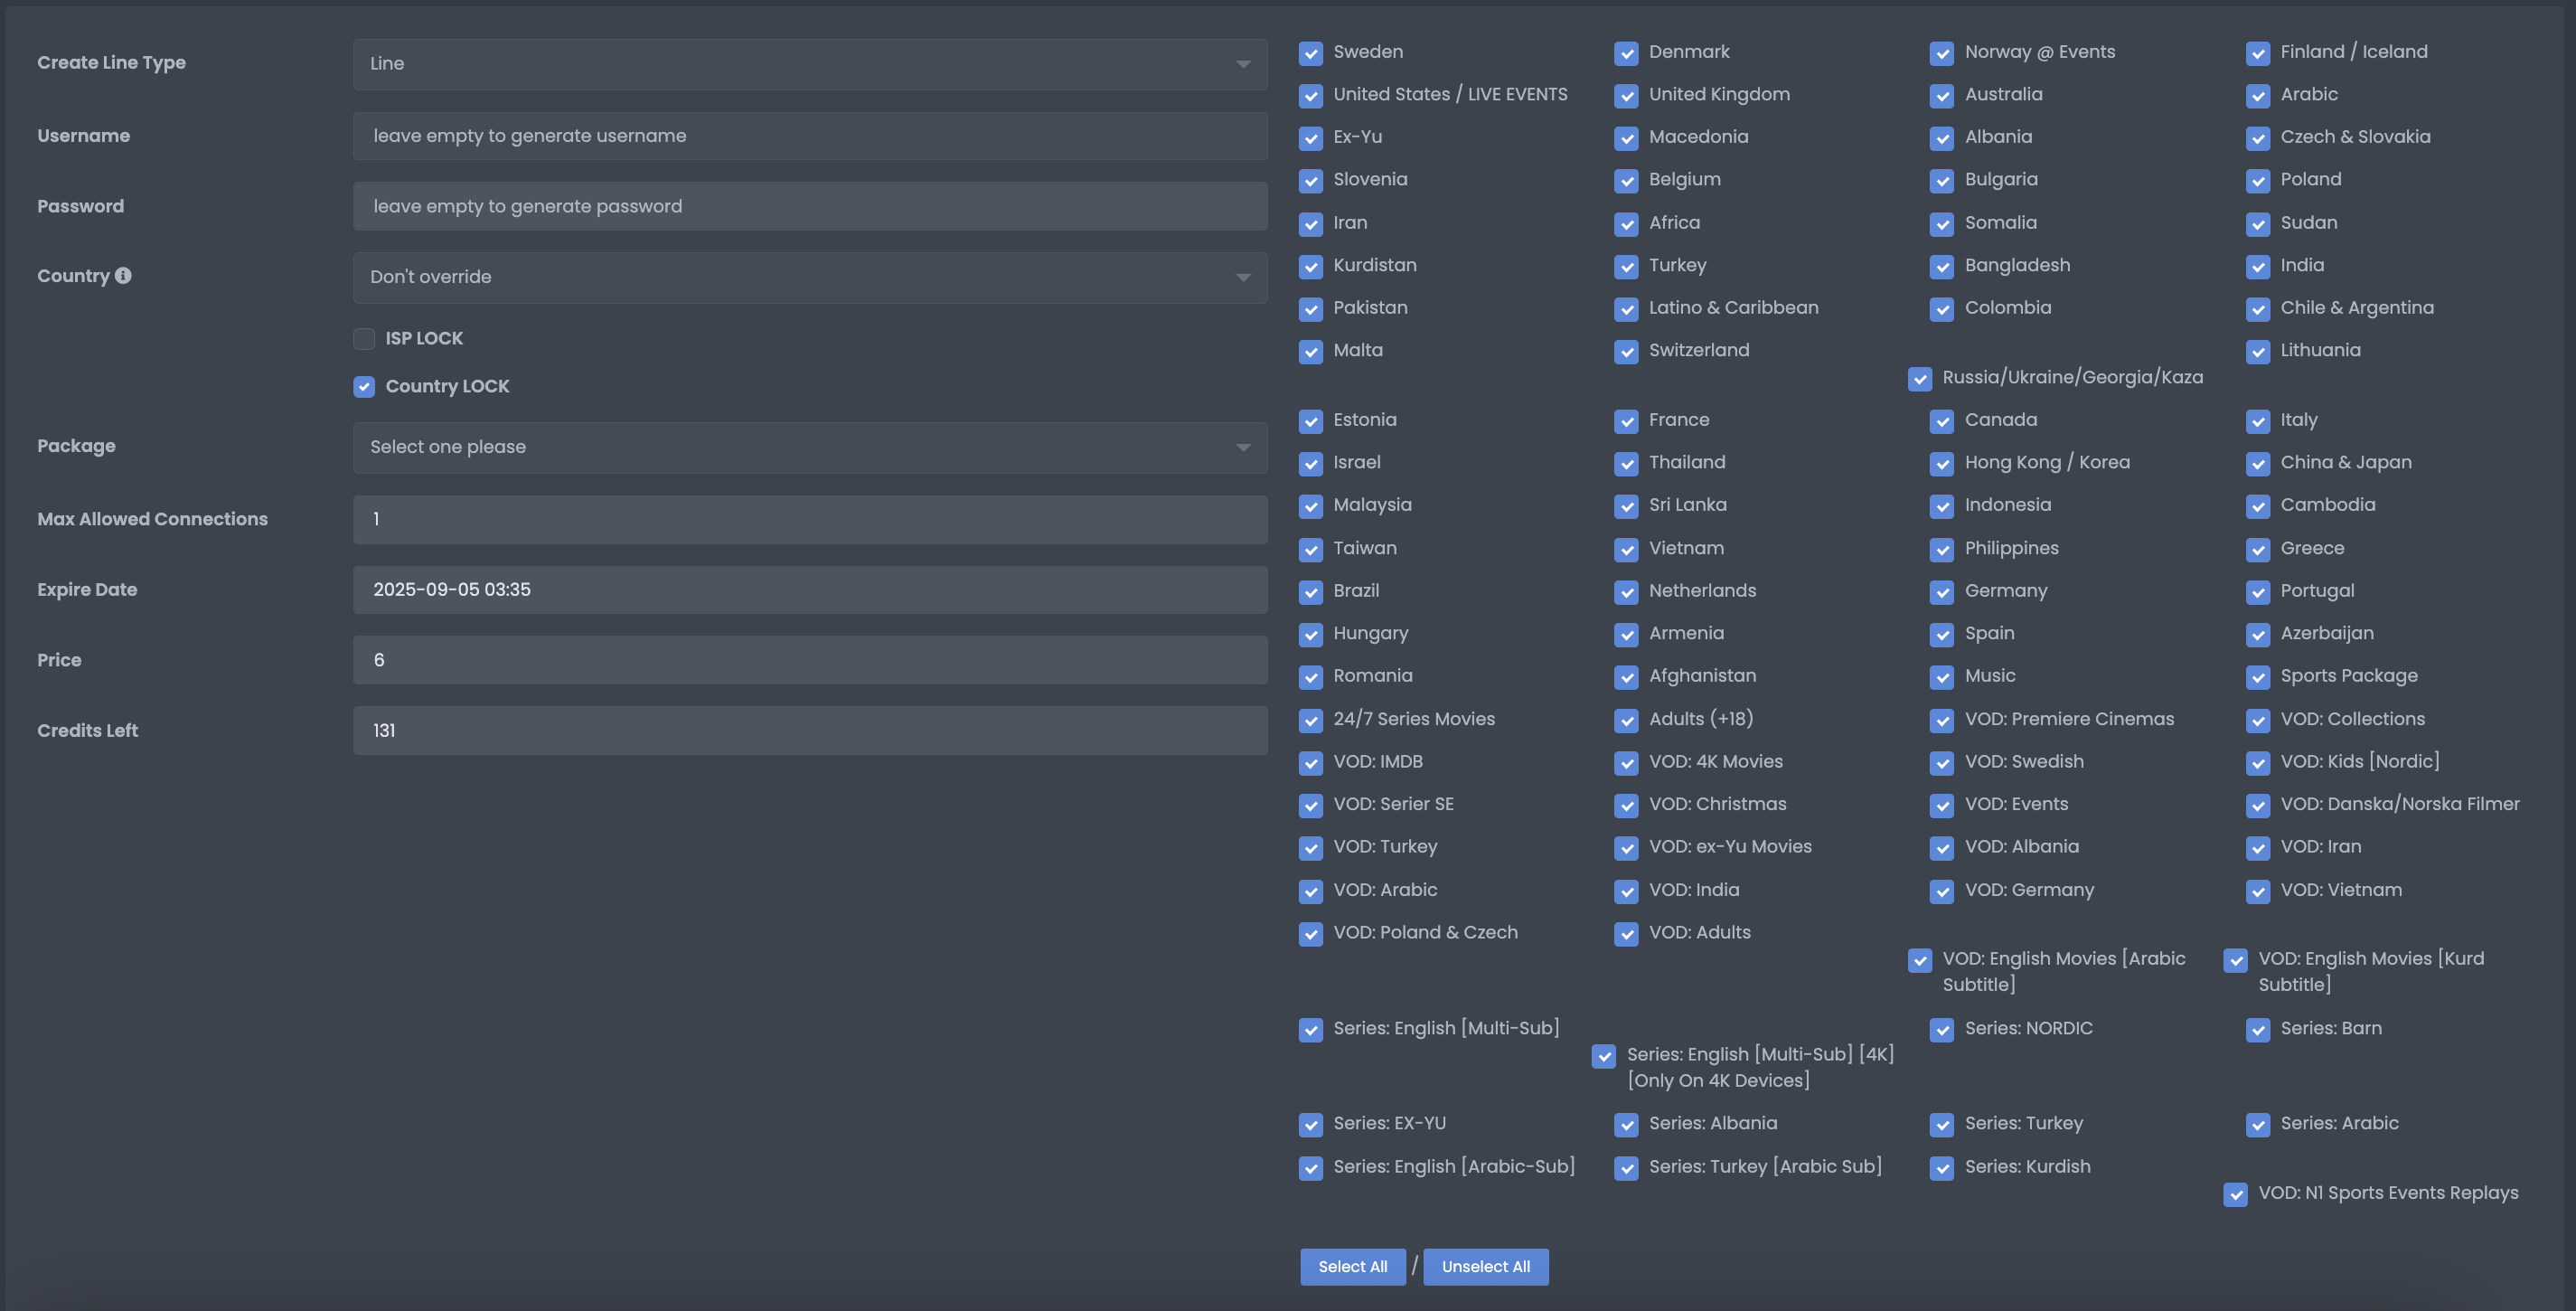 Create Line Type
Line
Username
leave empty to generate username
Password
leave empty to generate password
Country
Don't override
ISP LOCK
Country LOCK
Package
Select one please
Max Allowed Connections
1
Expire Date
2025-09-05 03:35
Price
6
Credits Left
131
Sweden
Denmark
Norway @ Events
Finland / Iceland
United States / LIVE EVENTS
United Kingdom
Australia
Arabic
Ex-Yu
Macedonia
Albania
Czech & Slovakia
Slovenia
Belgium
Bulgaria
Poland
Iran
Africa
Somalia
Sudan
Kurdistan
Turkey
Bangladesh
India
Pakistan
Latino & Caribbean
Colombia
Chile & Argentina
Malta
Switzerland
Russia/Ukraine/Georgia/Kaza
Lithuania
Estonia
France
Canada
Italy
Israel
Thailand
Hong Kong / Korea
China & Japan
Malaysia
Sri Lanka
Indonesia
Cambodia
Taiwan
Vietnam
Philippines
Greece
Brazil
Netherlands
Germany
Portugal
Hungary
Armenia
Spain
Azerbaijan
Romania
Afghanistan
Music
Sports Package
24/7 Series Movies
Adults (+18)
VOD: Premiere Cinemas
VOD: Collections
VOD: IMDB
VOD: 4K Movies
VOD: Swedish
VOD: Kids [Nordic]
VOD: Serier SE
VOD: Christmas
VOD: Events
VOD: Danska/Norska Filmer
VOD: Turkey
VOD: ex-Yu Movies
VOD: Albania
VOD: Iran
VOD: Arabic
VOD: India
VOD: Germany
VOD: Vietnam
VOD: Poland & Czech
VOD: Adults
VOD: English Movies [Arabic
Subtitle]
VOD: English Movies [Kurd
Subtitle]
Series: English [Multi-Sub]
Series: English [Multi-Sub] [4K]
[Only On 4K Devices]
Series: NORDIC
Series: Barn
Series: EX-YU
Series: Albania
Series: Turkey
Series: Arabic
Series: English [Arabic-Sub]
Series: Turkey [Arabic Sub]
Series: Kurdish
VOD: N1 Sports Events Replays
Select All / Unselect All